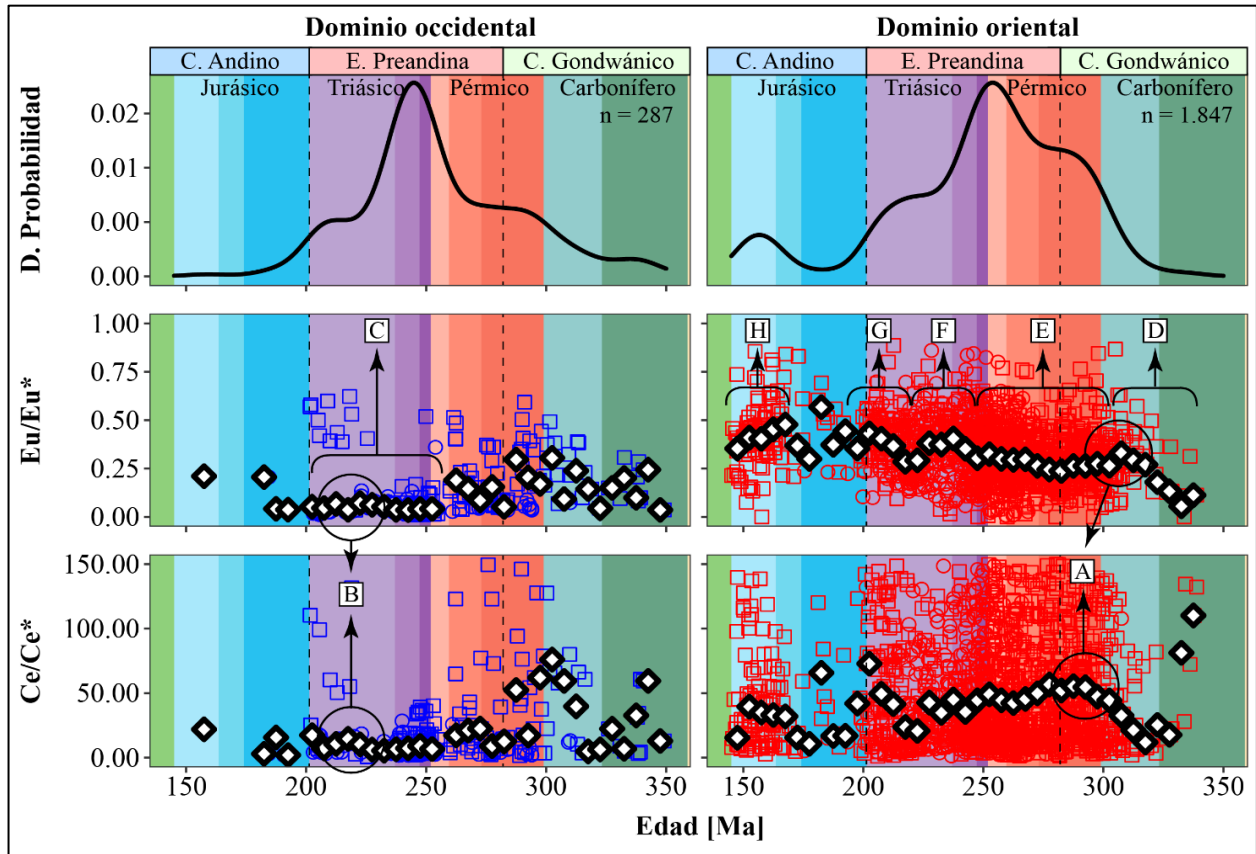 Dominio occidental
Dominio oriental
C. Andino
E. Preandina
C. Gondwánico
C. Andino
E. Preandina
C. Gondwánico
Jurásico
Triásico
Pérmico
Carbonífero
n = 287
Jurásico
Triásico
Pérmico
Carbonífero
n = 1.847
D. Probabilidad
0.02
0.01
0.00
0.00
Eu/Eu*
1.00
0.75
0.50
0.25
0.00
C
H
G
F
E
D
Ce/Ce*
150.00
100.00
50.00
0.00
B
A
150
200
250
300
350
150
200
250
300
350
Edad [Ma]